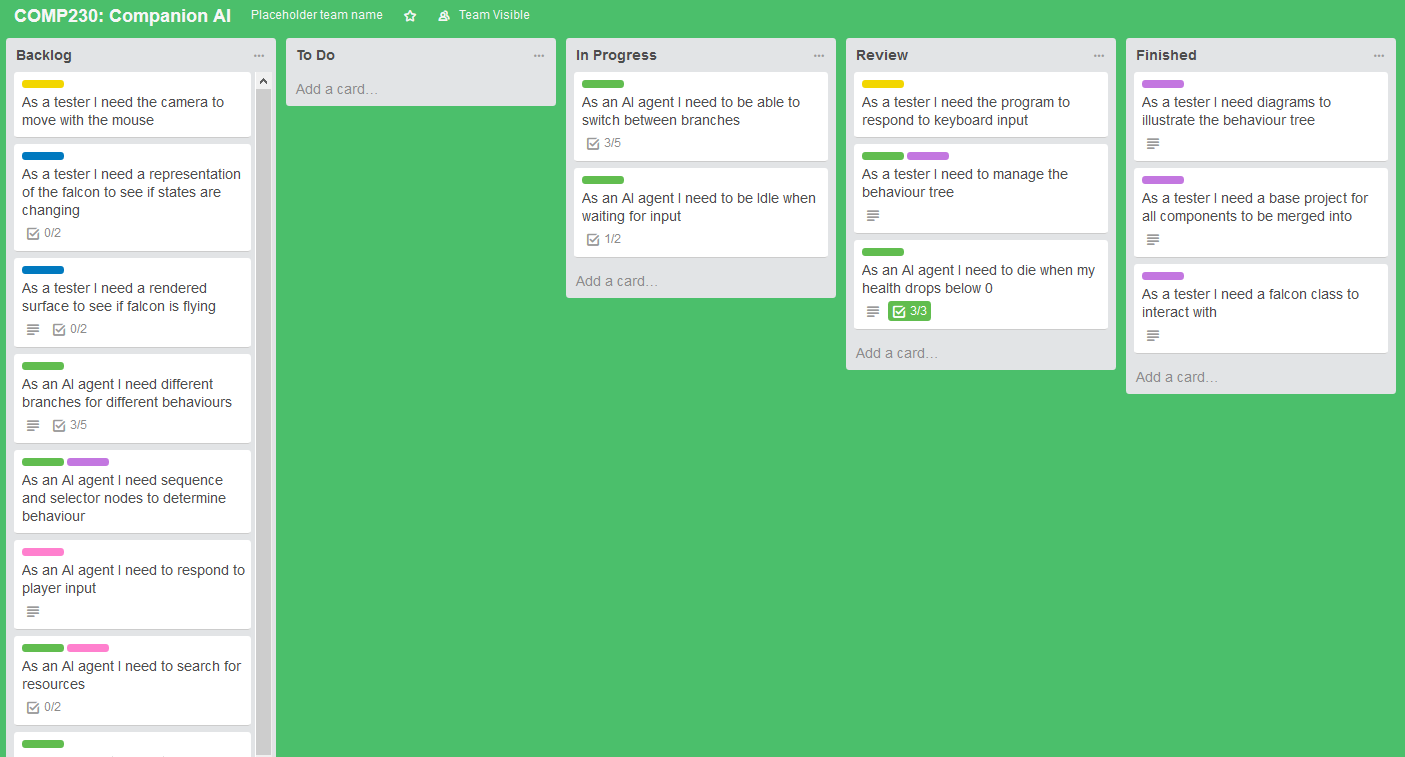 COMP230: Companion AI Placeholder team name Team Visible
Backlog
As a tester I need the camera to
move with the mouse
As a tester I need a representation
of the falcon to see if states are
changing
0/2
As a tester I need a rendered
surface to see if falcon is flying
0/2
As an AI agent I need different
branches for different behaviours
3/5
As an AI agent I need sequence
and selector nodes to determine
behaviour
As an AI agent I need to respond to
player input
As an AI agent I need to search for
resources
0/2
To Do
Add a card...
In Progress
As an AI agent I need to be able to
switch between branches
3/5
As an AI agent I need to be Idle when
waiting for input
1/2
Add a card...
Review
As a tester I need the program to
respond to keyboard input
As a tester I need to manage the
behaviour tree
As an AI agent I need to die when my
health drops below 0
3/3
Add a card...
Finished
As a tester I need diagrams to
illustrate the behaviour tree
As a tester I need a base project for
all components to be merged into
As a tester I need a falcon class to
interact with
Add a card...